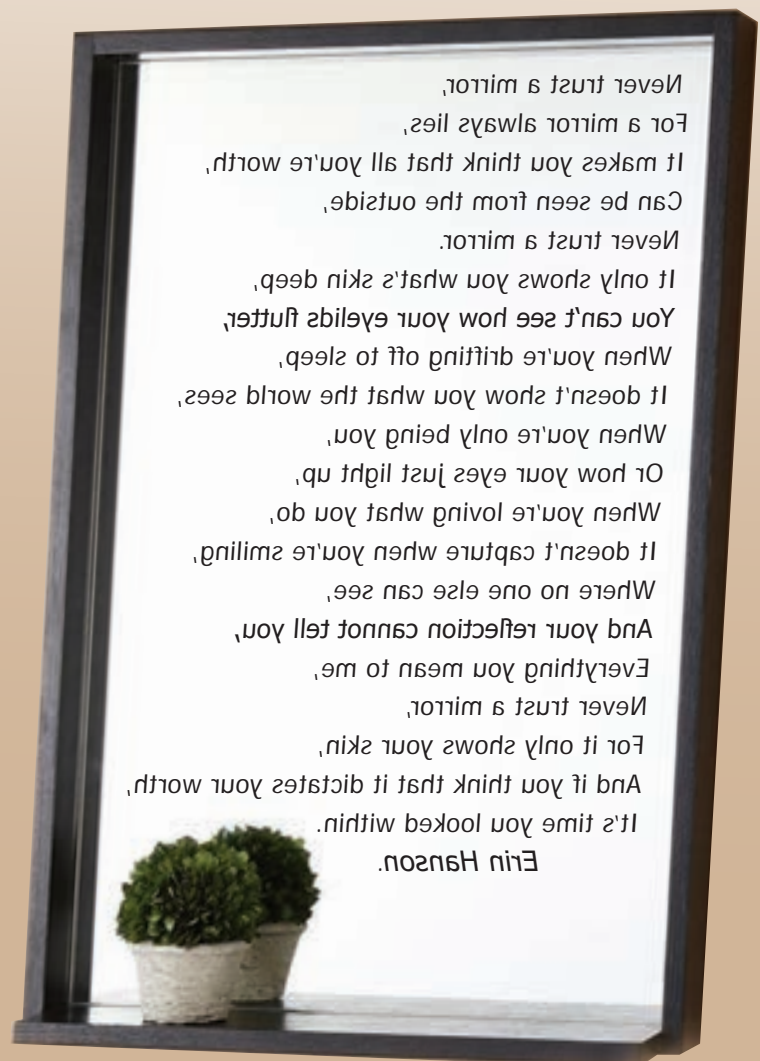 Never trust a mirror,
For a mirror always lies,
It makes you think that all you're worth,
Can be seen from the outside,
Never trust a mirror.
It only shows you what's skin deep,
You can't see how your eyelids flutter,
When you're drifting off to sleep,
It doesn't show you what the world sees,
When you're only being you,
Or how your eyes just light up,
When you're loving what you do,
It doesn't capture when you're smiling,
Where no one else can see,
And your reflection cannot tell you,
Everything you mean to me,
Never trust a mirror,
For it only shows your skin,
And if you think that it dictates your worth,
It's time you looked within.
Erin Hanson.